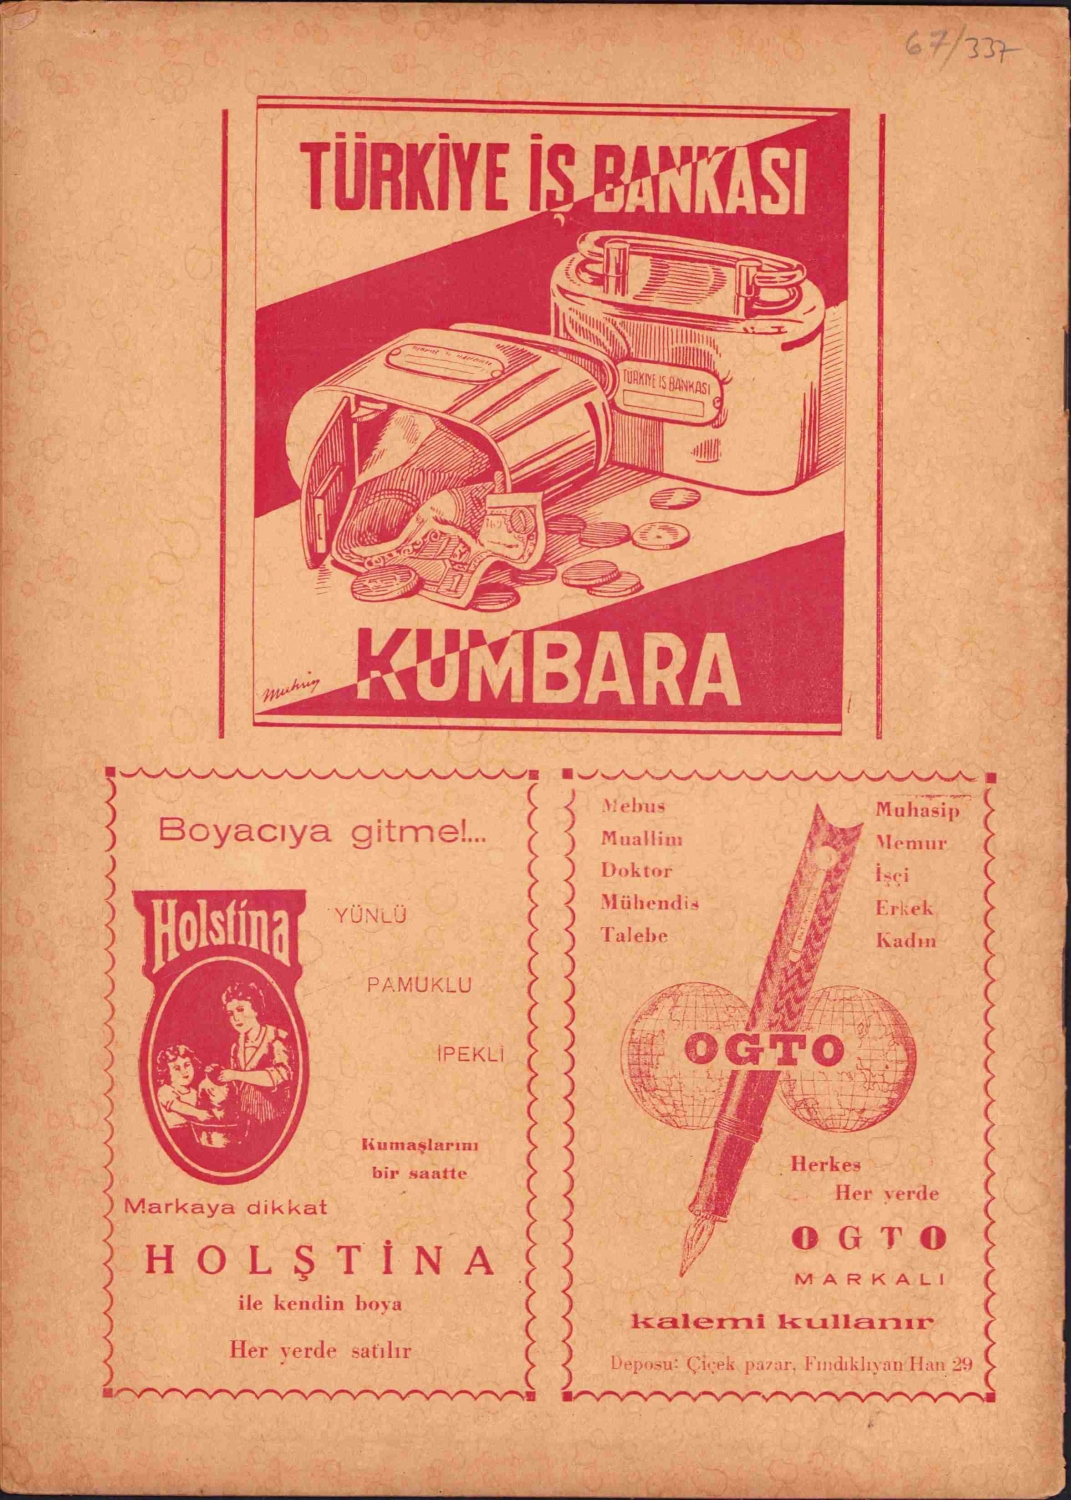 67/337
TÜRKİYE İŞ BANKASI
TÜRKİYE İŞ BANKASI
KUMBARA
Muhsin
Boyacıya gitme!...
Holstina
YÜNLÜ
PAMUKLU
İPEKLİ
Kumaşlarını
bir saatte
Markaya dikkat
HOLŞTİNA
ile kendin boya
Her yerde satılır
Mebus
Muallim
Doktor
Mühendis
Talebe
Muhasip
Memur
İşçi
Erkek
Kadın
OGTO
Herkes
Her yerde
OGTO
MARKALI
kalemi kullanır
Deposu: Çiçek pazar, Fındıklıyan Han 29